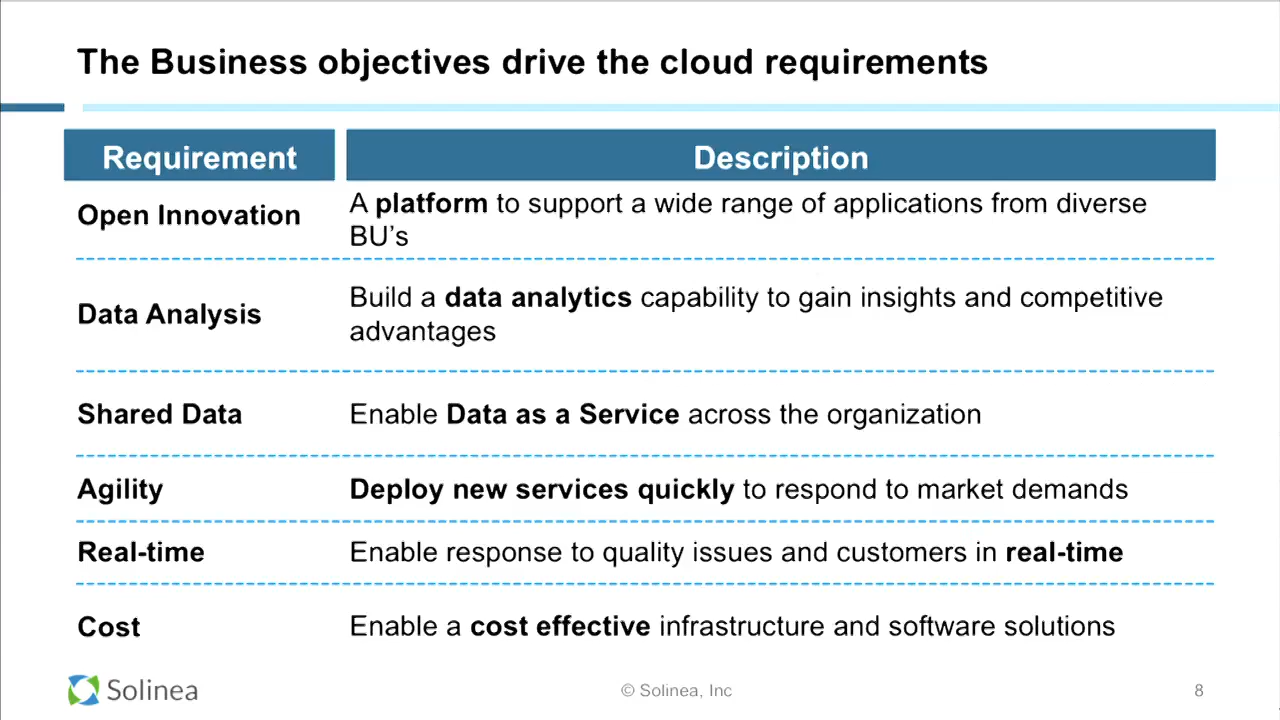 The Business objectives drive the cloud requirements
Requirement
Description
Open Innovation
A platform to support a wide range of applications from diverse
BU’s
Data Analysis
Build a data analytics capability to gain insights and competitive
advantages
Shared Data
Enable Data as a Service across the organization
Agility
Deploy new services quickly to respond to market demands
Real-time
Enable response to quality issues and customers in real-time
Cost
Enable a cost effective infrastructure and software solutions
Solinea
© Solinea, Inc
8